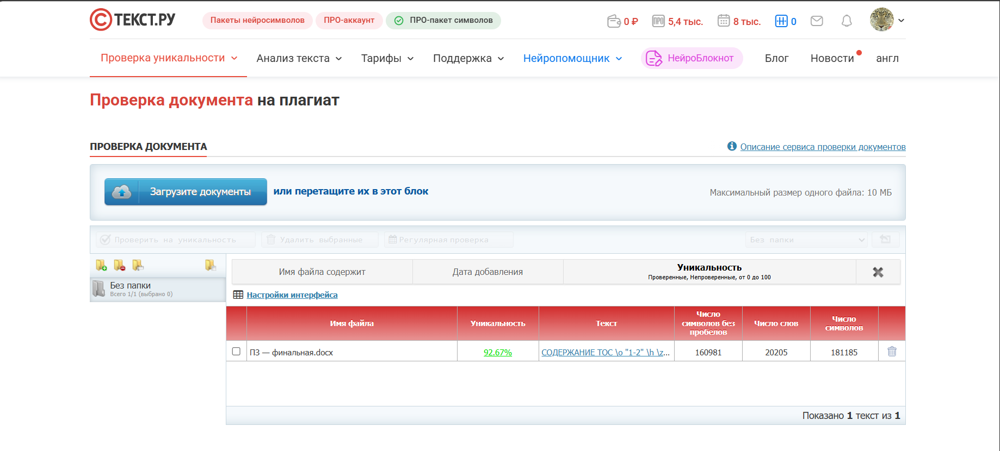 ТЕКСТ.РУ
Пакеты нейросимволов
ПРО-аккаунт
ПРО-пакет символов
0 ₽
ПРО
5,4 тыс.
8 тыс.
0
Проверка уникальности
Анализ текста
Тарифы
Поддержка
Нейропомощник
НейроБлокнот
Блог
Новости
англ
Проверка документа на плагиат
ПРОВЕРКА ДОКУМЕНТА
Описание сервиса проверки документов
Загрузите документы
или перетащите их в этот блок
Максимальный размер одного файла: 10 МБ
Проверить на уникальность
Удалить выбранные
Регулярная проверка
Без папки
Без папки
Всего 1/1 (выбрано 0)
Имя файла содержит
Дата добавления
Уникальность
Проверенные, Непроверенные, от 0 до 100
Настройки интерфейса
Имя файла
Уникальность
Текст
Число
символов без
пробелов
Число слов
Число
символов
ПЗ — финальная.docx
92.67%
СОДЕРЖАНИЕ TOC \o "1-2" \h \z...
160981
20205
181185
Показано 1 текст из 1